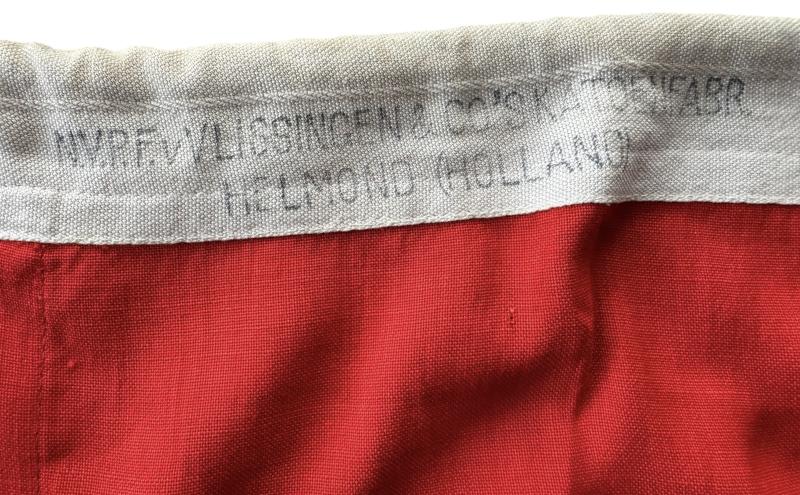 N.V.P.F. v VLISSINGEN & CO'S KATOENFABR.
HELMOND (HOLLAND)